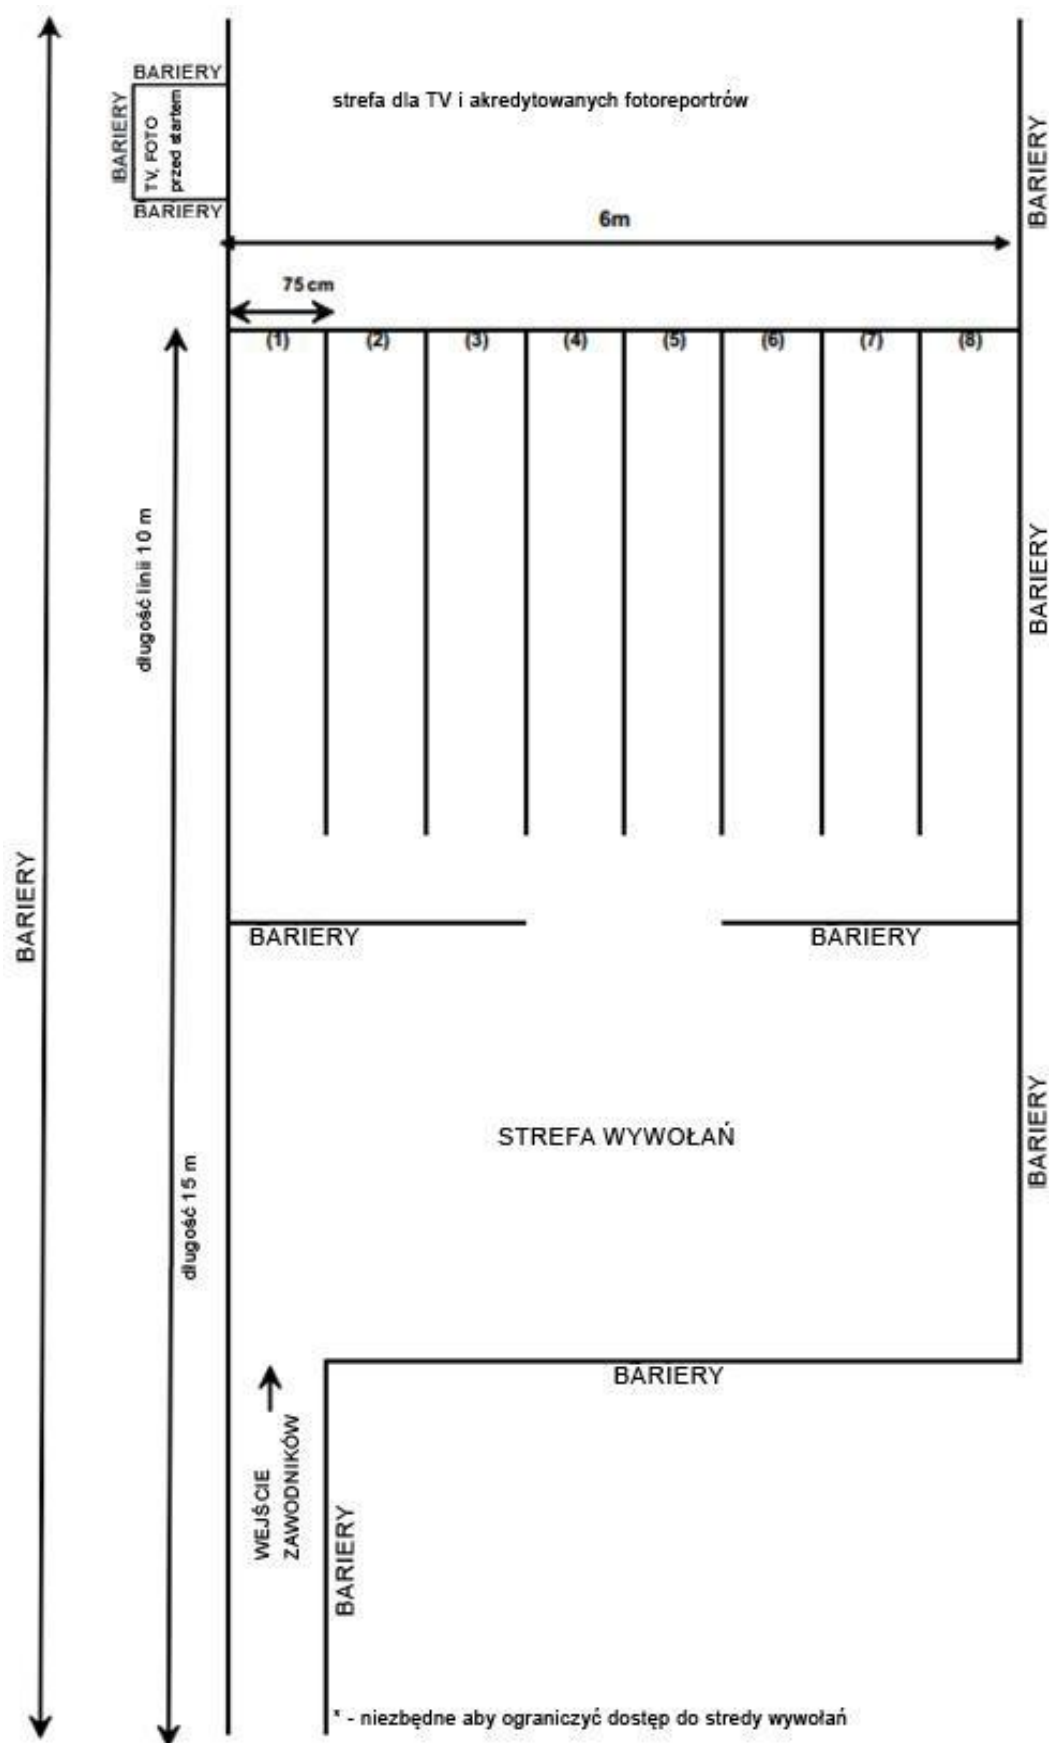 BARIERY
strefa dla TV i akredytowanych fotoreportrów
BARIERY
TV, FOTO
przed startem
BARIERY
BARIERY
6m
75 cm
(1) (2) (3) (4) (5) (6) (7) (8)
długość linii 10 m
BARIERY
BARIERY
BARIERY BARIERY
STREFA WYWOŁAŃ
BARIERY
długość 15 m
BARIERY
WEJŚCIE
ZAWODNIKÓW
BARIERY
* - niezbędne aby ograniczyć dostęp do stredy wywołań